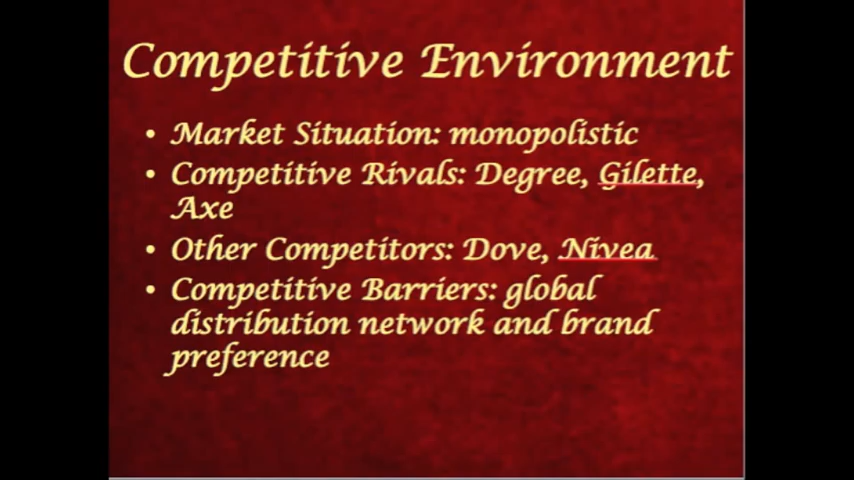 Competitive Environment
• Market Situation: monopolistic
• Competitive Rivals: Degree, Gilette,
Axe
• Other Competitors: Dove, Nivea
• Competitive Barriers: global
distribution network and brand
preference